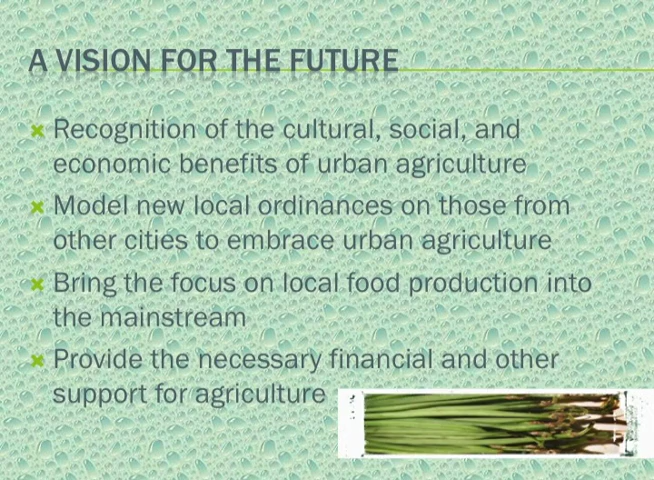 A VISION FOR THE FUTURE
Recognition of the cultural, social, and
economic benefits of urban agriculture
Model new local ordinances on those from
other cities to embrace urban agriculture
Bring the focus on local food production into
the mainstream
Provide the necessary financial and other
support for agriculture